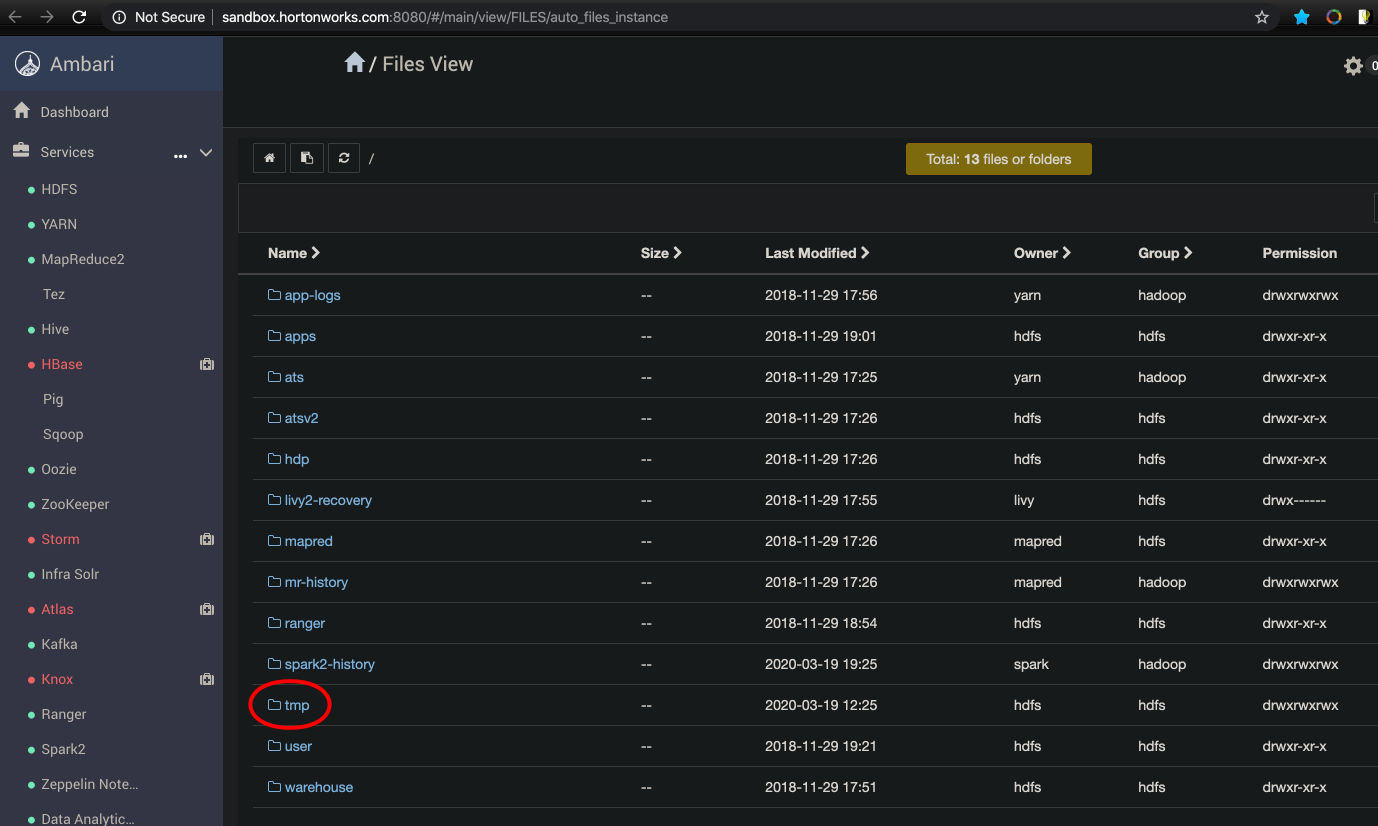 Not Secure | sandbox.hortonworks.com:8080/#/main/view/FILES/auto_files_instance
Ambari
/ Files View
0
Dashboard
Services ...
HDFS
YARN
MapReduce2
Tez
Hive
HBase
Pig
Sqoop
Oozie
ZooKeeper
Storm
Infra Solr
Atlas
Kafka
Knox
Ranger
Spark2
Zeppelin Note...
Data Analytic...
/
Total: 13 files or folders
Name Size Last Modified Owner Group Permission
app-logs -- 2018-11-29 17:56 yarn hadoop drwxrwxrwx
apps -- 2018-11-29 19:01 hdfs hdfs drwxr-xr-x
ats -- 2018-11-29 17:25 yarn hadoop drwxr-xr-x
atsv2 -- 2018-11-29 17:26 hdfs hdfs drwxr-xr-x
hdp -- 2018-11-29 17:26 hdfs hdfs drwxr-xr-x
livy2-recovery -- 2018-11-29 17:55 livy hdfs drwx------
mapred -- 2018-11-29 17:26 mapred hdfs drwxr-xr-x
mr-history -- 2018-11-29 17:26 mapred hadoop drwxrwxrwx
ranger -- 2018-11-29 18:54 hdfs hdfs drwxr-xr-x
spark2-history -- 2020-03-19 19:25 spark hadoop drwxrwxrwx
tmp -- 2020-03-19 12:25 hdfs hdfs drwxrwxrwx
user -- 2018-11-29 19:21 hdfs hdfs drwxr-xr-x
warehouse -- 2018-11-29 17:51 hdfs hdfs drwxr-xr-x